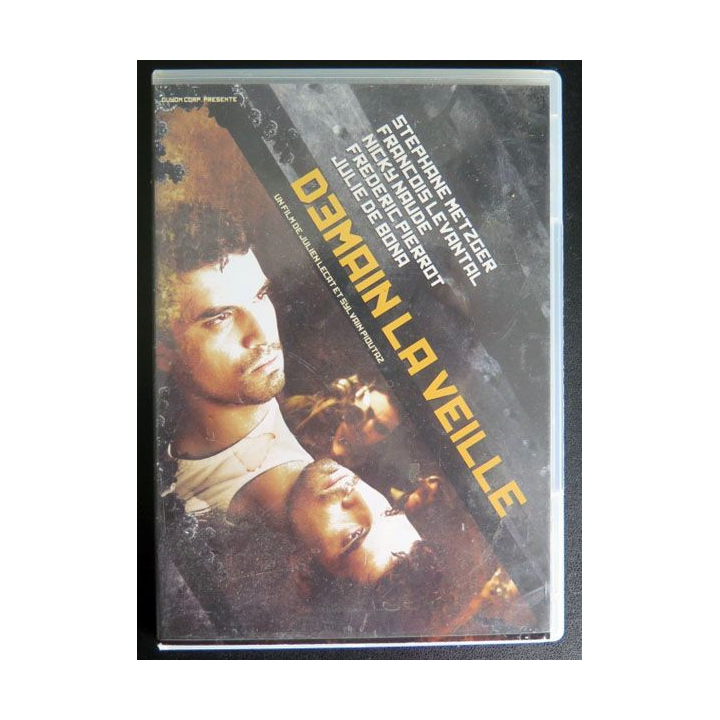 OUYOM CORP. PRESENTE
STEPHANE METZGER
FRANCOIS LEVANTAL
NICKY NAUDE
FREDERIC PIERROT
JULIE DE BONA
D3MAIN LA VEILLE
UN FILM DE JULIEN LECAT ET SYLVAIN PIOUTAZ